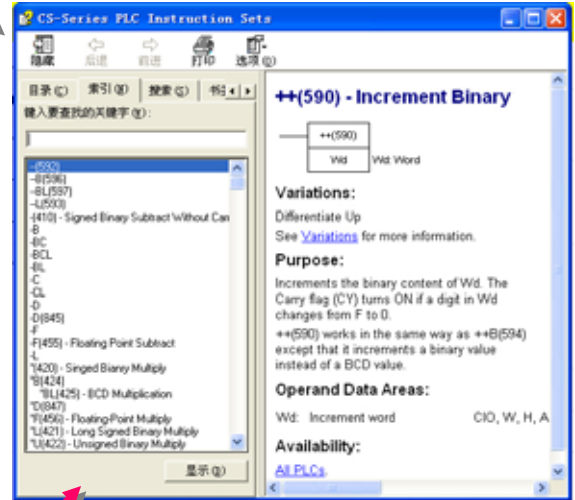 CS-Series PLC Instruction Sets
隐藏 后退 前进 打印 选项(O)
目录(C) 索引(N) 搜索(S)
键入要查找的关键字(W):
--(592)
--B(596)
--BL(597)
--L(593)
-(410) - Signed Binary Subtract Without Carr
-B
-BC
-BCL
-BL
-C
-CL
-D
-D(845)
-F
-F(455) - Floating Point Subtract
-L
*(420) - Singed Bianry Multiply
*B(424)
*BL(425) - BCD Multiplication
*D(847)
*F(456) - Floating-Point Multiply
*L(421) - Long Signed Binary Multiply
*U(422) - Unsigned Binary Multiply
显示(D)
++(590) - Increment Binary
++(590)
Wd Wd: Word
Variations:
Differentiate Up
See Variations for more information.
Purpose:
Increments the binary content of Wd. The
Carry flag (CY) turns ON if a digit in Wd
changes from F to 0.
++(590) works in the same way as ++B(594)
except that it increments a binary value
instead of a BCD value.
Operand Data Areas:
Wd: Increment word CIO, W, H, A
Availability:
All PLCs.